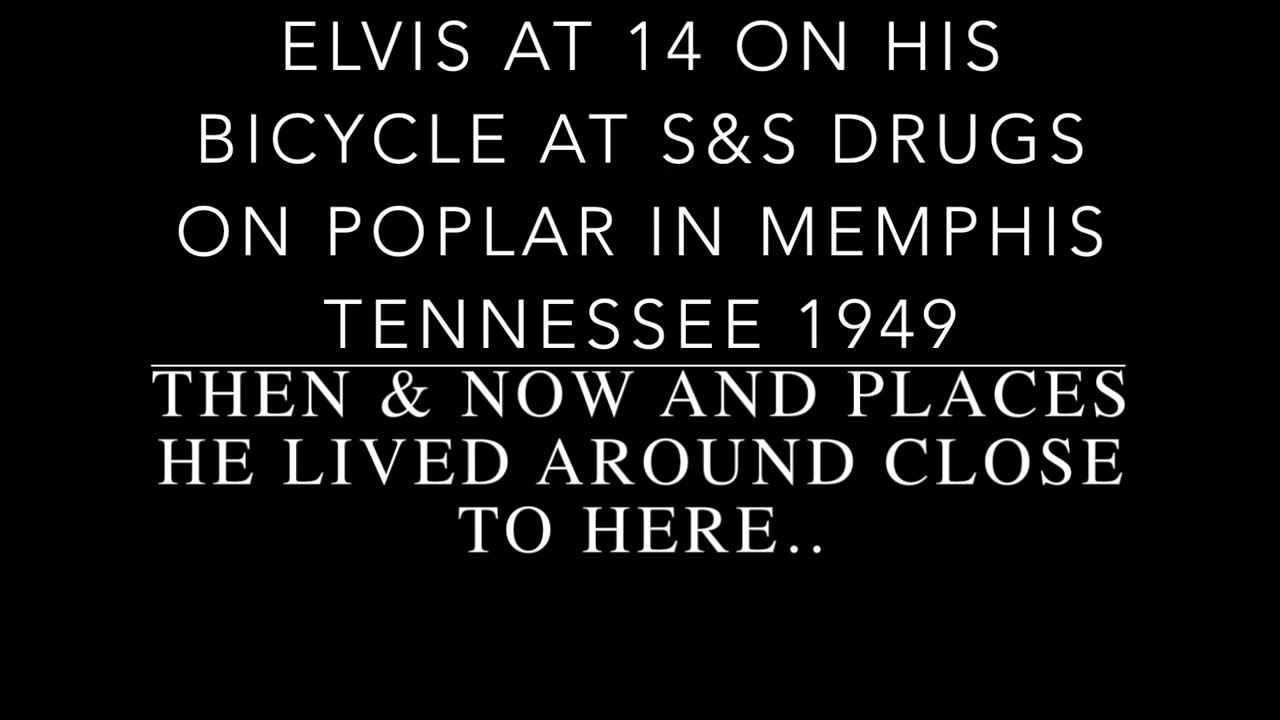 ELVIS AT 14 ON HIS
BICYCLE AT S&S DRUGS
ON POPLAR IN MEMPHIS
TENNESSEE 1949
THEN & NOW AND PLACES
HE LIVED AROUND CLOSE
TO HERE..